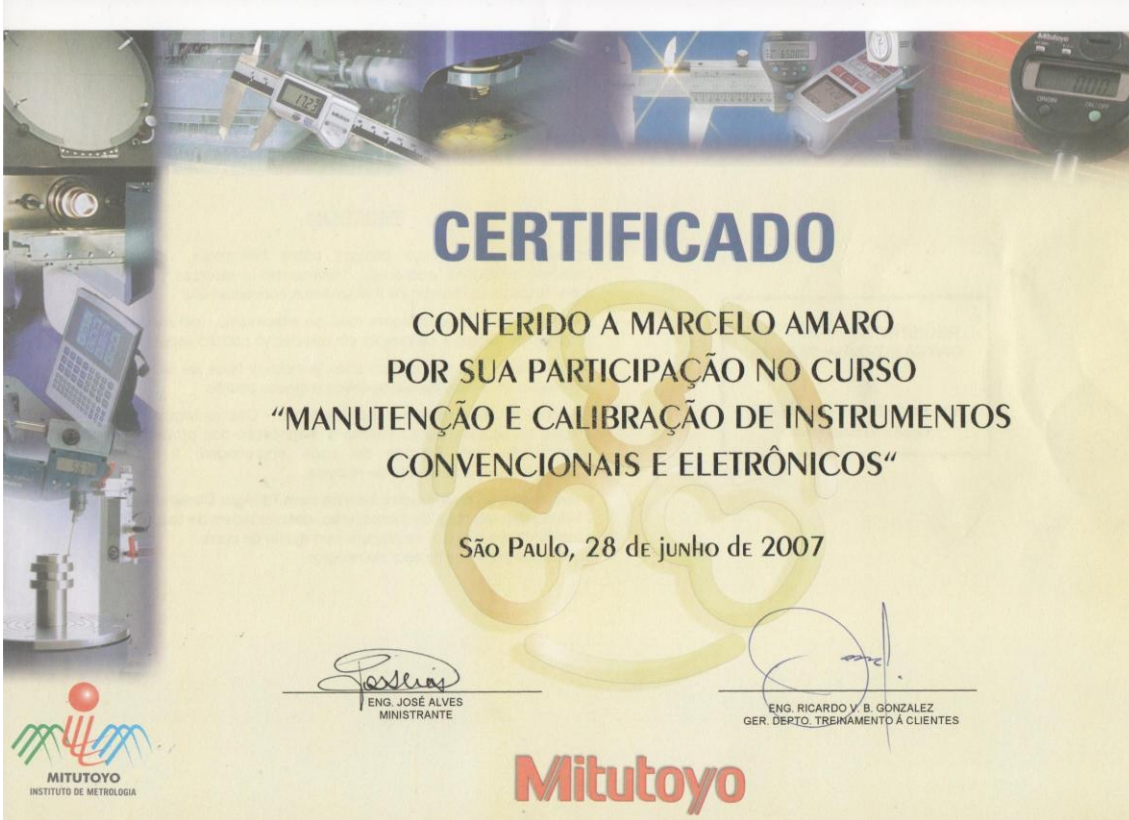 CERTIFICADO
CONFERIDO A MARCELO AMARO
POR SUA PARTICIPAÇÃO NO CURSO
“MANUTENÇÃO E CALIBRAÇÃO DE INSTRUMENTOS
CONVENCIONAIS E ELETRÔNICOS“
São Paulo, 28 de junho de 2007
ENG. JOSÉ ALVES
MINISTRANTE
ENG. RICARDO V. B. GONZALEZ
GER. DEPTO. TREINAMENTO Á CLIENTES
MITUTOYO
INSTITUTO DE METROLOGIA
Mitutoyo